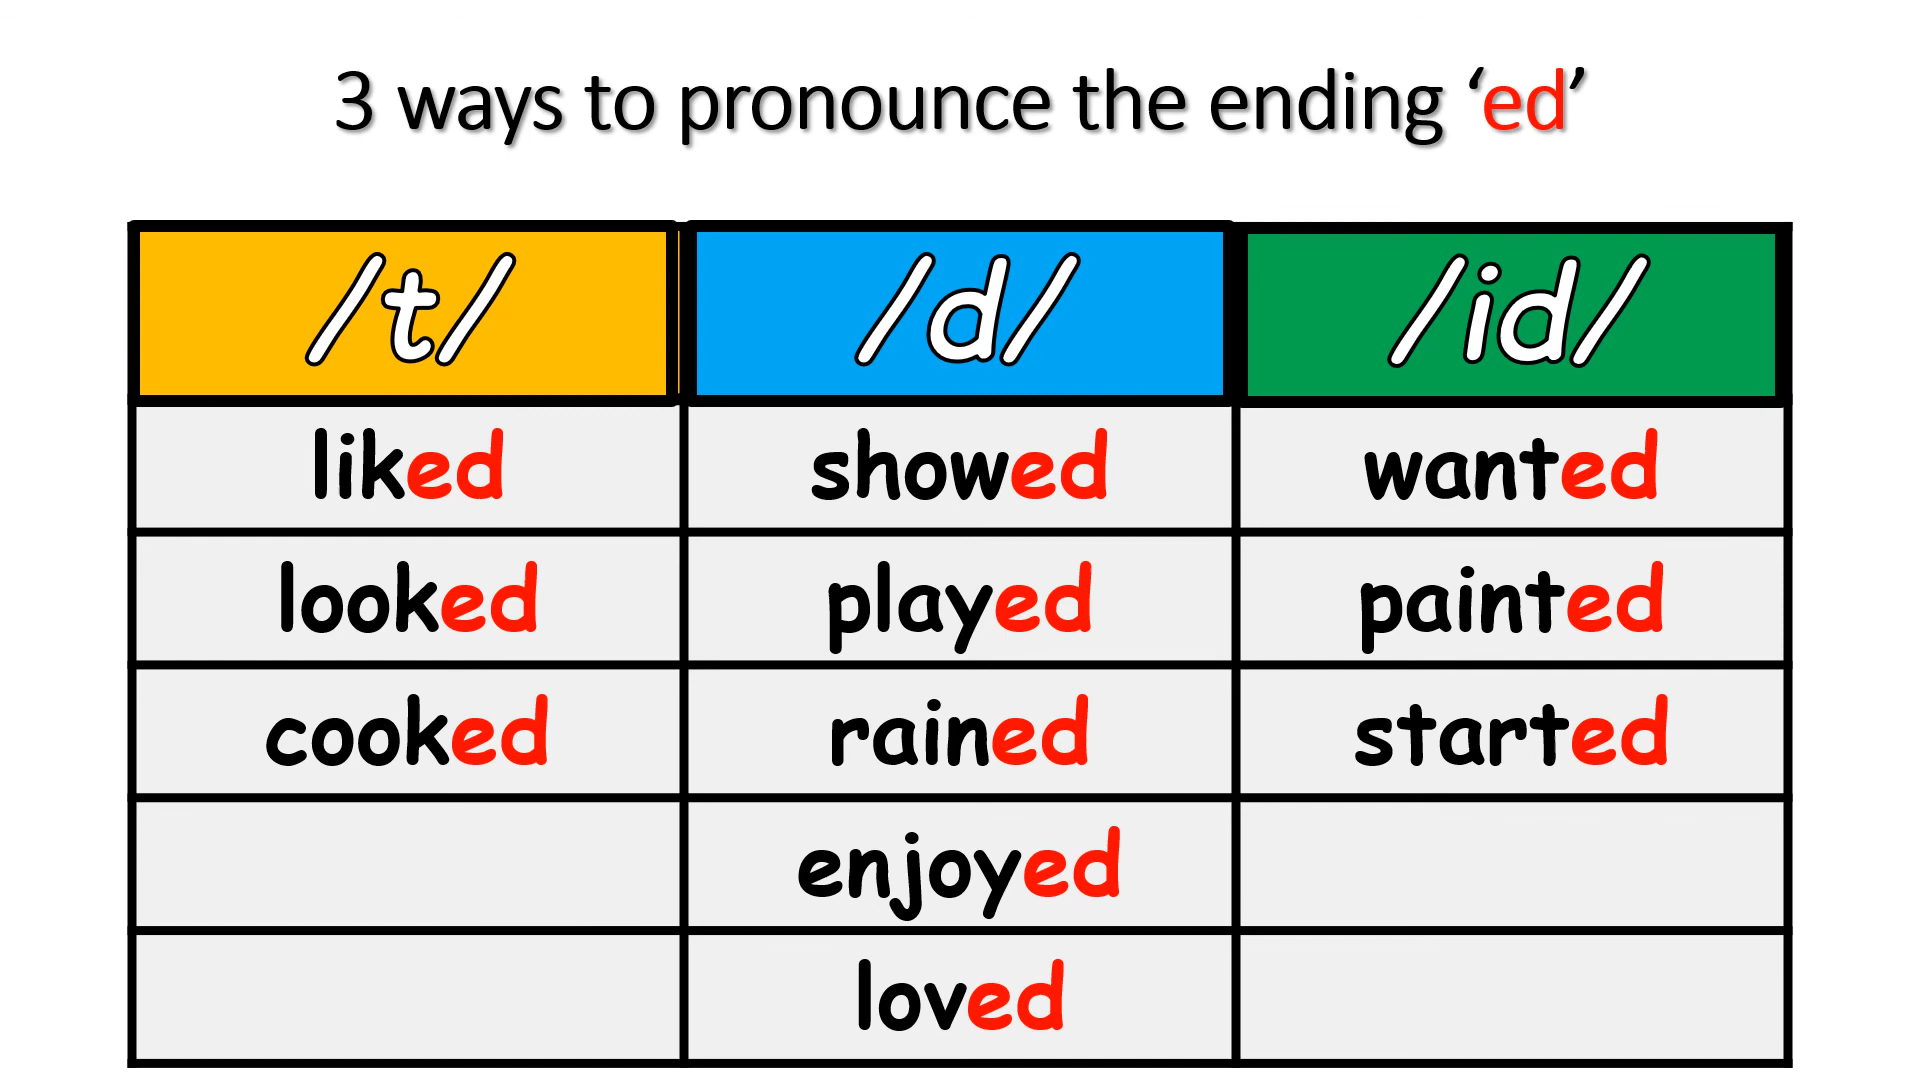 3 ways to pronounce the ending ‘ed’
/t/ /d/ /id/
liked showed wanted
looked played painted
cooked rained started
enjoyed
loved